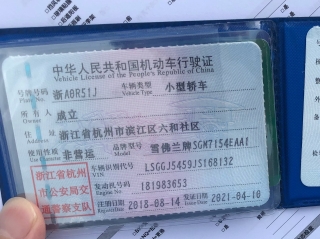 中华人民共和国机动车行驶证
Vehicle License of the People's Republic of China
号牌号码 浙A0R51J 车辆类型 小型轿车
Plate No. Vehicle Type
所有人 成立
Owner
住址 浙江省杭州市滨江区六和社区
使用性质 非营运 品牌型号 雪佛兰牌SGM7154EAA1
Use Character Model
浙江省杭州 车辆识别代号 LSGGJ5459JS168132
VIN
市公安局交 发动机号码 181983653
Engine No.
通警察支队 注册日期 2018-08-14 发证日期 2021-04-10
Register Date Issue Date